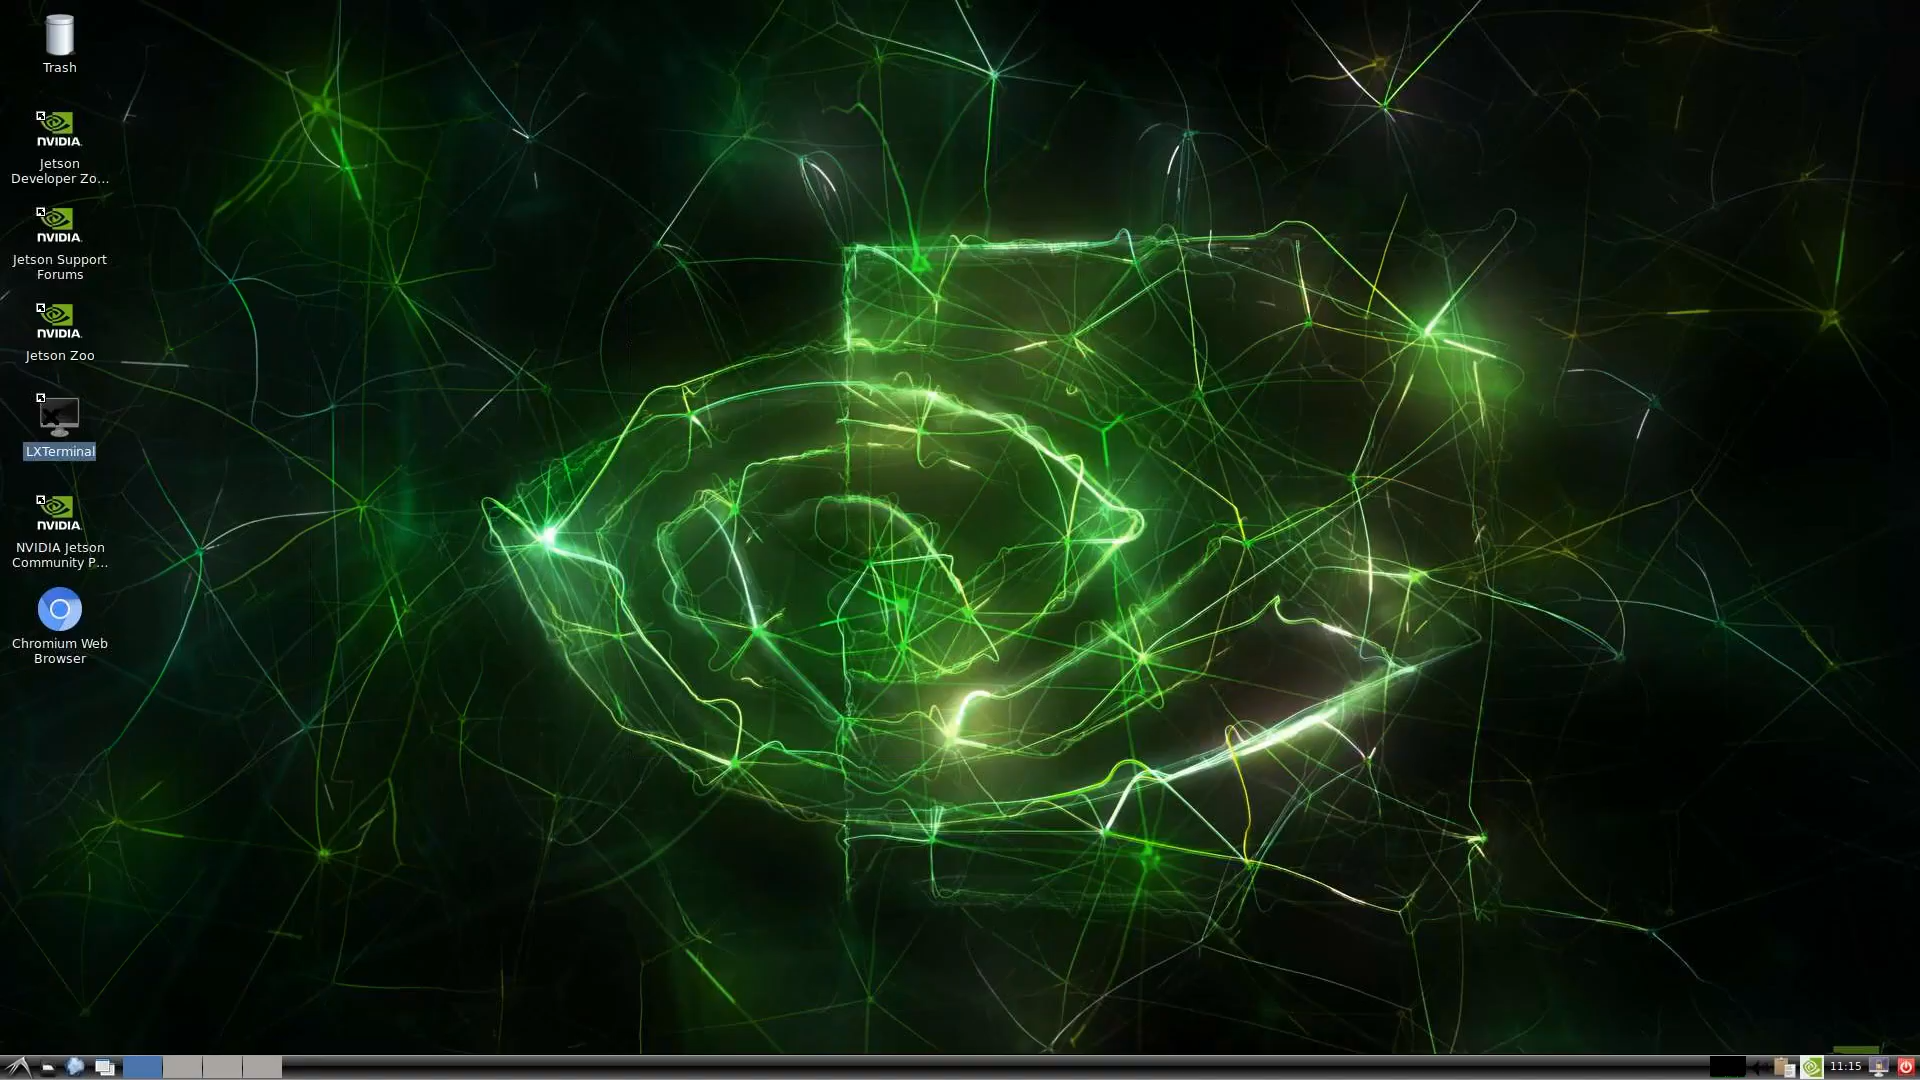 Trash
NVIDIA.
Jetson
Developer Zo...
NVIDIA.
Jetson Support
Forums
NVIDIA.
Jetson Zoo
LXTerminal
NVIDIA.
NVIDIA Jetson
Community P...
Chromium Web
Browser
11:15